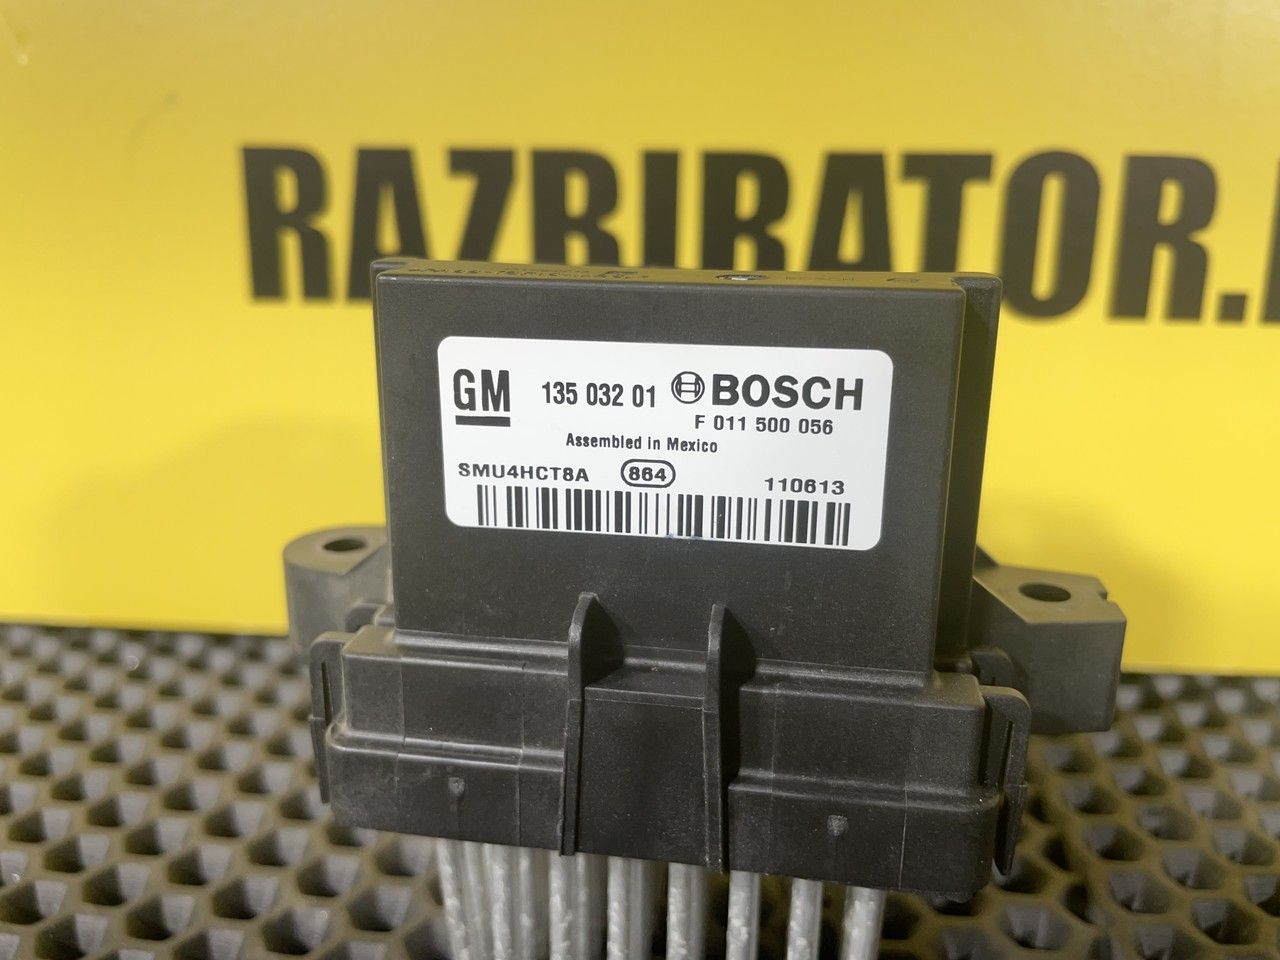 RAZBIRATOR.
GM 135 032 01 BOSCH
F 011 500 056
Assembled in Mexico
SMU4HCT8A 864 110613